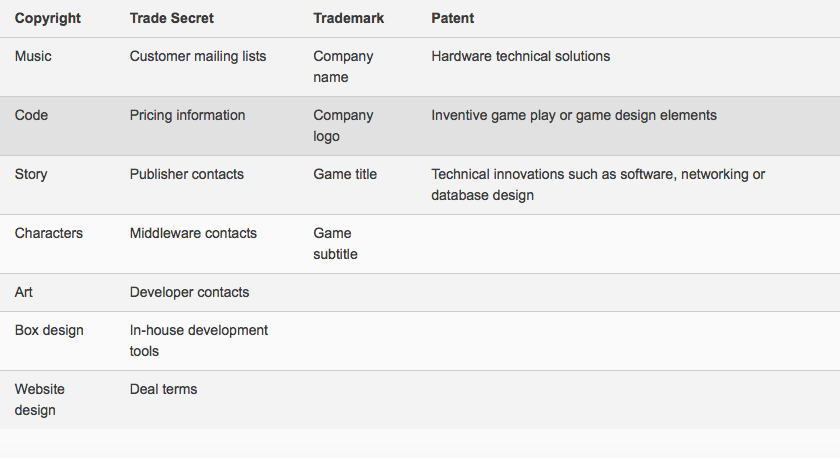 Copyright Trade Secret Trademark Patent
Music Customer mailing lists Company name Hardware technical solutions
Code Pricing information Company logo Inventive game play or game design elements
Story Publisher contacts Game title Technical innovations such as software, networking or database design
Characters Middleware contacts Game subtitle
Art Developer contacts
Box design In-house development tools
Website design Deal terms